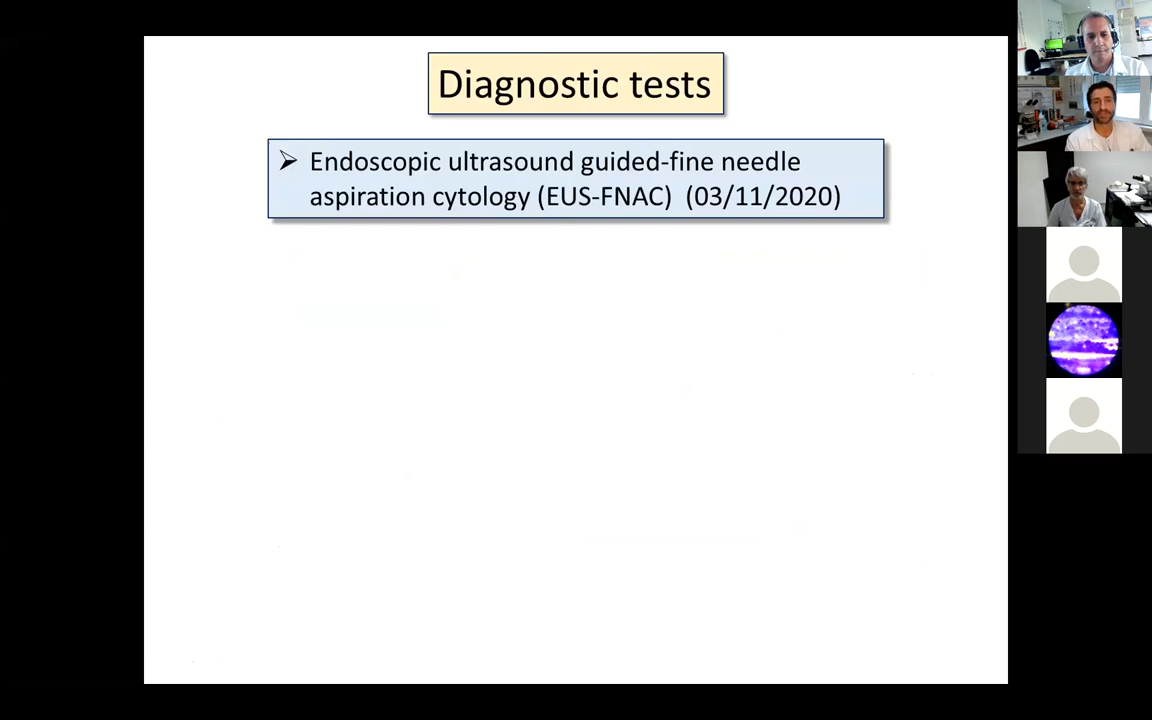 Diagnostic tests
➢ Endoscopic ultrasound guided-fine needle
aspiration cytology (EUS-FNAC) (03/11/2020)